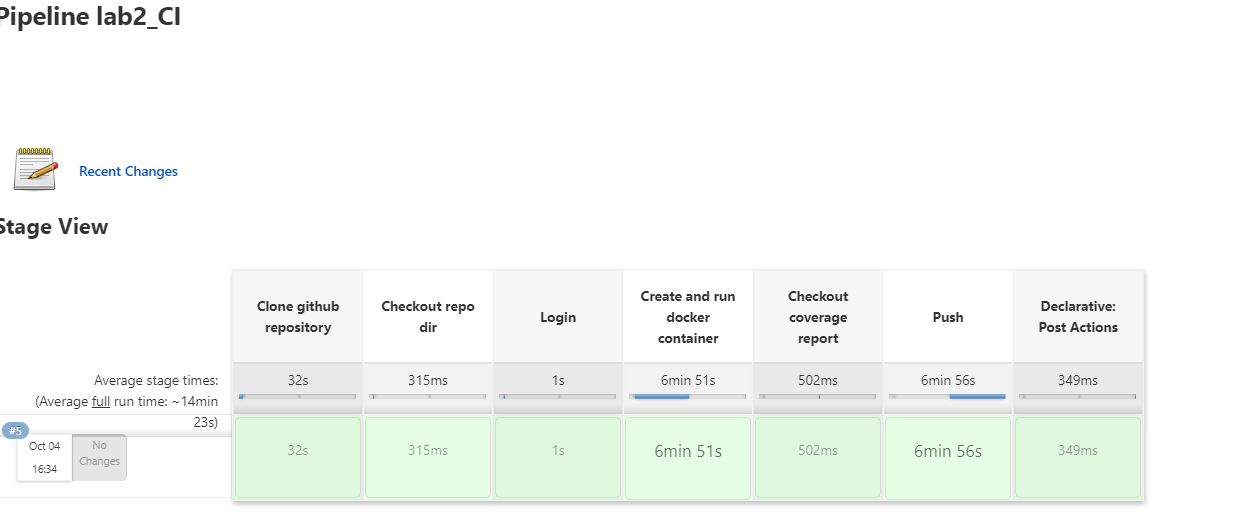 Pipeline lab2_CI
Recent Changes
Stage View
Clone github
repository
Checkout repo
dir
Login
Create and run
docker
container
Checkout
coverage
report
Push
Declarative:
Post Actions
Average stage times:
(Average full run time: ~14min
23s)
32s
315ms
1s
6min 51s
502ms
6min 56s
349ms
#5
Oct 04
16:34
No
Changes
32s
315ms
1s
6min 51s
502ms
6min 56s
349ms